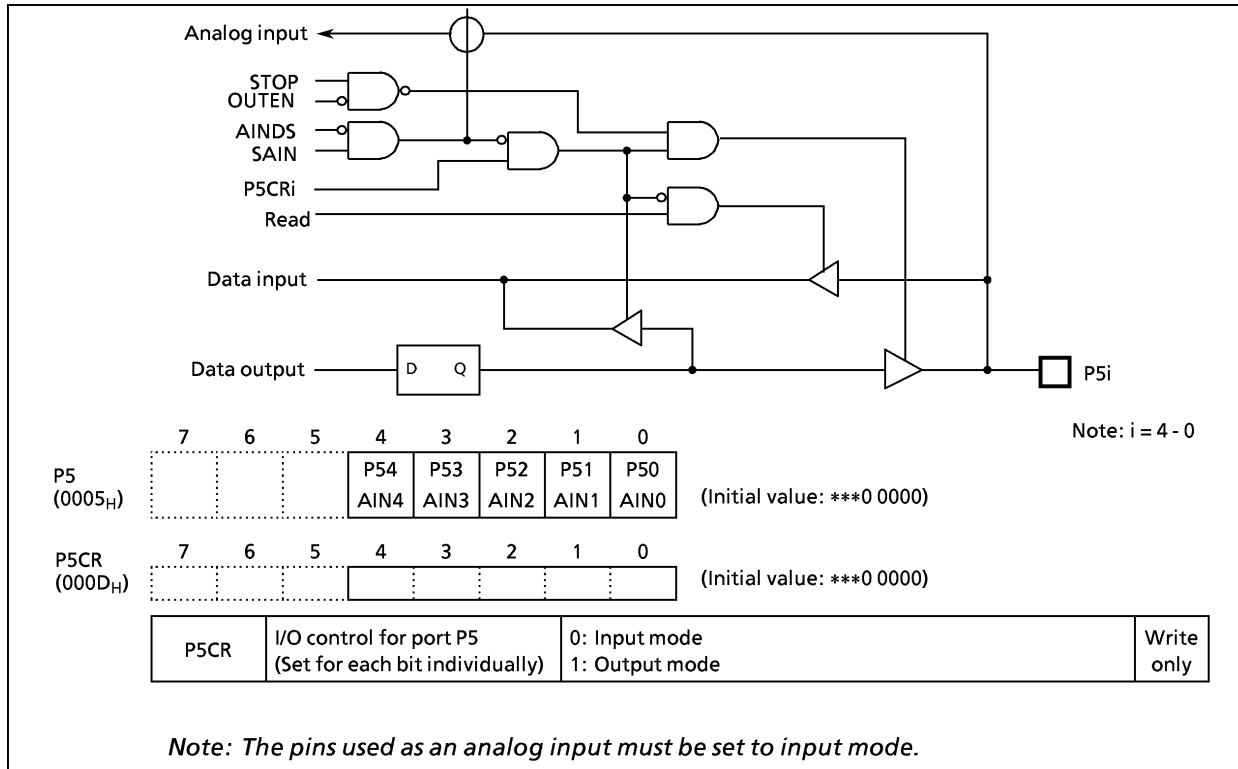 Analog input
STOP
OUTEN
AINDS
SAIN
P5CRi
Read
Data input
Data output
D Q
P5i
Note: i = 4 - 0
7 6 5 4 3 2 1 0
P5
(0005H)
P54 P53 P52 P51 P50
AIN4 AIN3 AIN2 AIN1 AIN0
(Initial value: ***0 0000)
7 6 5 4 3 2 1 0
P5CR
(000DH)
(Initial value: ***0 0000)
P5CR
I/O control for port P5
(Set for each bit individually)
0: Input mode
1: Output mode
Write
only
Note: The pins used as an analog input must be set to input mode.